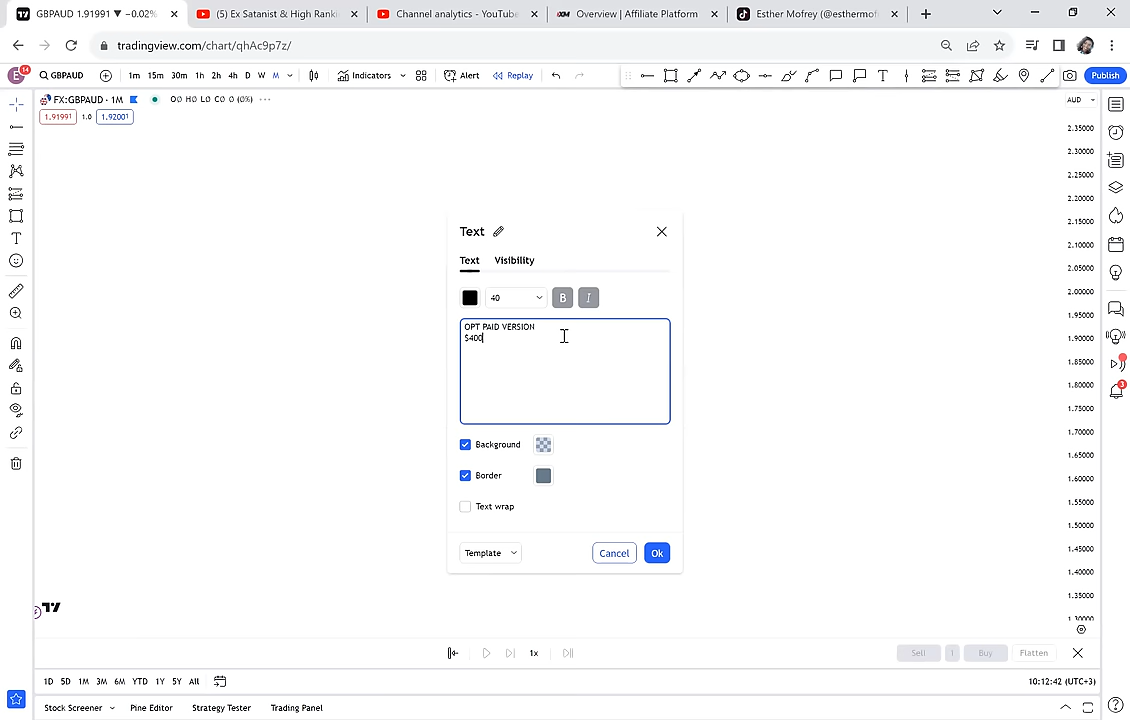 GBPAUD 1.91991 ▼ −0.02%
(5) Ex Satanist & High Ranki
Channel analytics - YouTube
XM Overview | Affiliate Platform
Esther Mofrey (@esthermof
tradingview.com/chart/qhAc9p7z/
E 14 GBPAUD 1m 15m 30m 1h 2h 4h D W M Indicators Alert Replay Publish
FX:GBPAUD · 1M O∅ H∅ L∅ C∅ 0 (0%) AUD
1.91991 1.0 1.92001
2.35000
2.30000
2.25000
2.20000
2.15000
2.10000
2.05000
2.00000
1.95000
1.90000
1.85000
1.80000
1.75000
1.70000
1.65000
1.60000
1.55000
1.50000
1.45000
1.40000
1.35000
1.30000
3
Text
Text Visibility
40 B I
OPT PAID VERSION
$400
Background
Border
Text wrap
Template Cancel Ok
1x Sell 1 Buy Flatten
1D 5D 1M 3M 6M YTD 1Y 5Y All 10:12:42 (UTC+3)
Stock Screener Pine Editor Strategy Tester Trading Panel